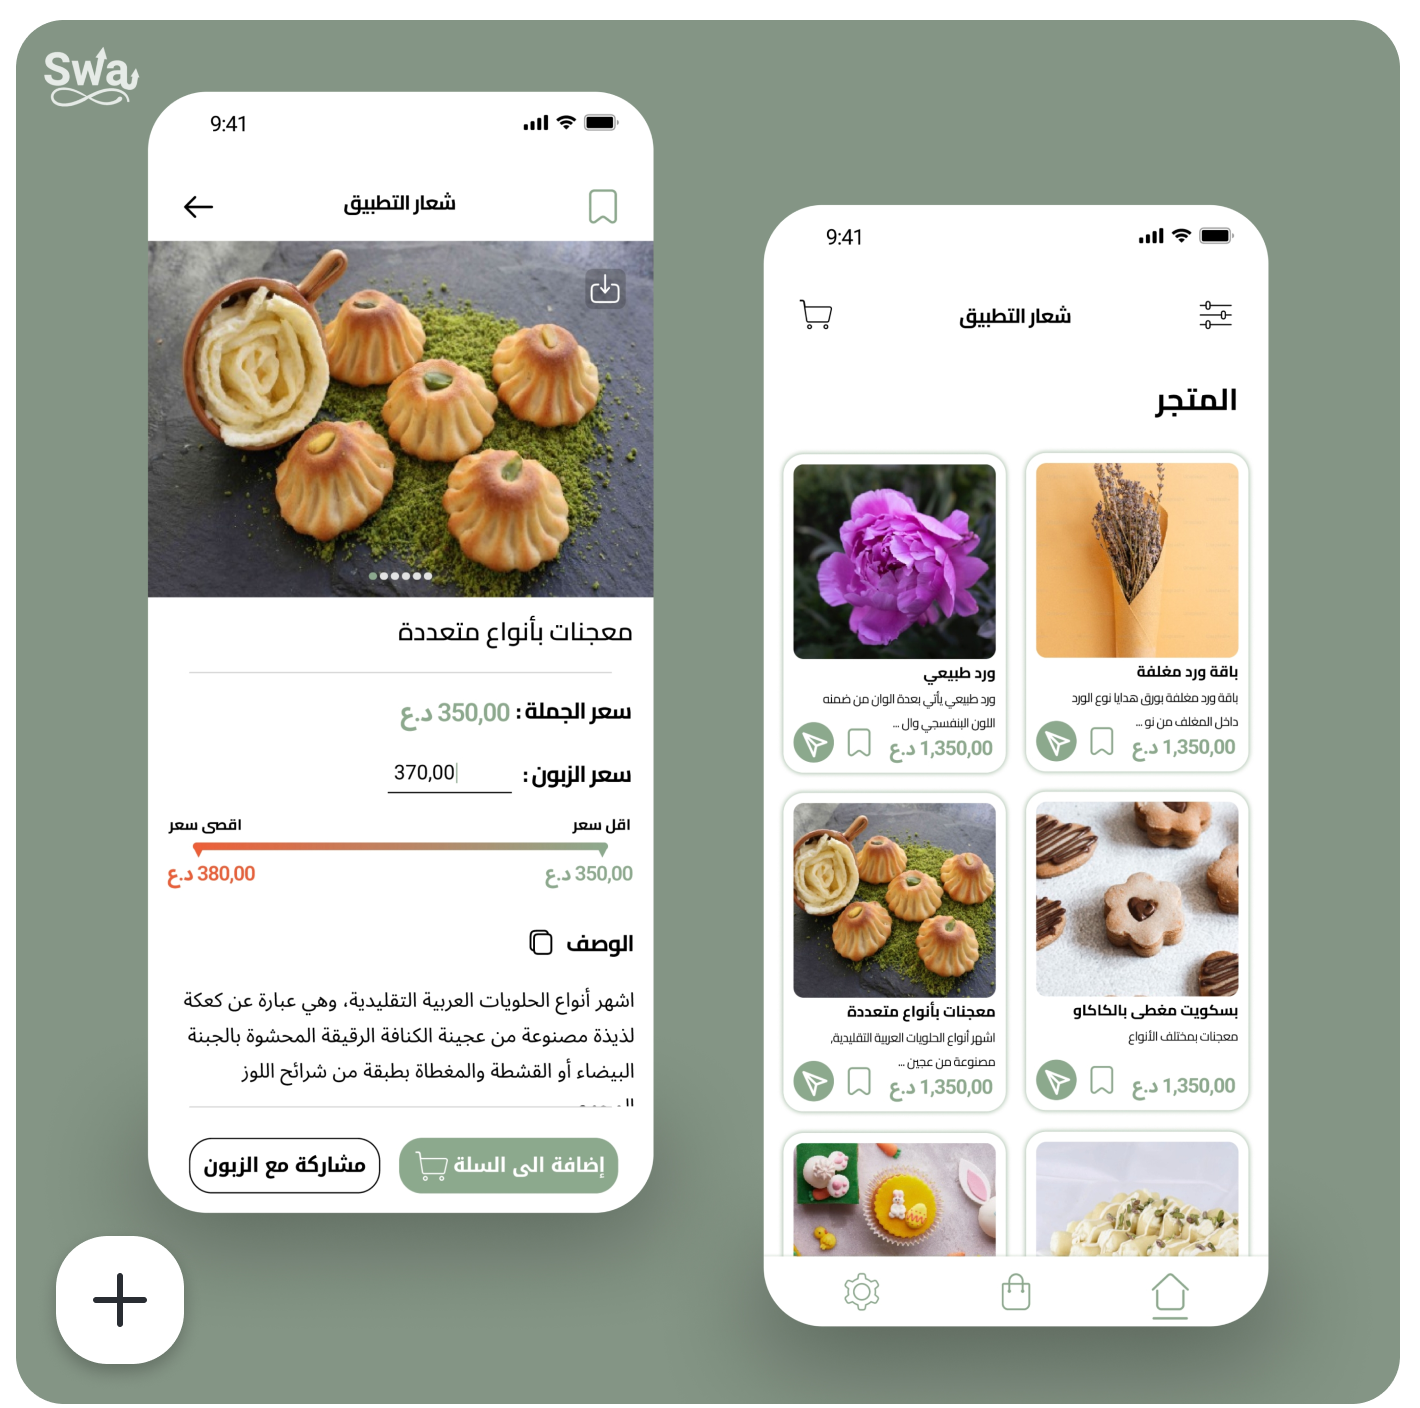 Swa
9:41
شعار التطبيق
معجنات بأنواع متعددة
سعر الجملة : 350,00 د.ع
سعر الزبون : 370,00
اقل سعر
اقصى سعر
350,00 د.ع
380,00 د.ع
الوصف
اشهر أنواع الحلويات العربية التقليدية، وهي عبارة عن كعكة
لذيذة مصنوعة من عجينة الكنافة الرقيقة المحشوة بالجبنة
البيضاء أو القشطة والمغطاة بطبقة من شرائح اللوز
إضافة الى السلة
مشاركة مع الزبون
9:41
شعار التطبيق
المتجر
باقة ورد مغلفة
باقة ورد مغلفة بورق هدايا نوع الورد
داخل المغلف من نو ...
1,350,00 د.ع
ورد طبيعي
ورد طبيعي يأتي بعدة الوان من ضمنه
اللون البنفسجي وال ...
1,350,00 د.ع
بسكويت مغطى بالكاكاو
معجنات بمختلف الأنواع
1,350,00 د.ع
معجنات بأنواع متعددة
اشهر أنواع الحلويات العربية التقليدية,
مصنوعة من عجين ...
1,350,00 د.ع